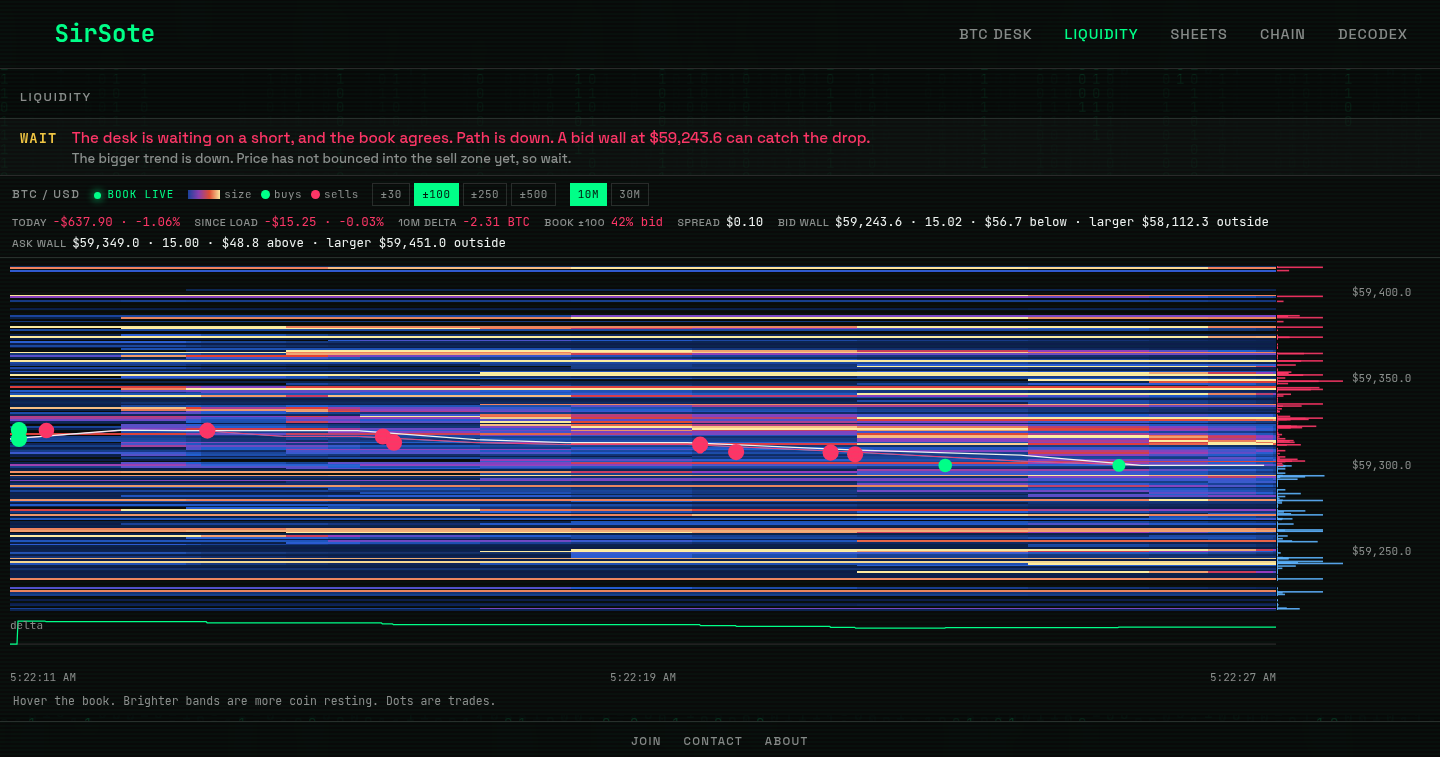 SirSote
BTC DESK LIQUIDITY SHEETS CHAIN DECODEX
LIQUIDITY
WAIT The desk is waiting on a short, and the book agrees. Path is down. A bid wall at $59,243.6 can catch the drop.
The bigger trend is down. Price has not bounced into the sell zone yet, so wait.
BTC / USD BOOK LIVE size buys sells ±30 ±100 ±250 ±500 10M 30M
TODAY -$637.90 · -1.06% SINCE LOAD -$15.25 · -0.03% 10M DELTA -2.31 BTC BOOK ±100 42% bid SPREAD $0.10 BID WALL $59,243.6 · 15.02 · $56.7 below · larger $58,112.3 outside
ASK WALL $59,349.0 · 15.00 · $48.8 above · larger $59,451.0 outside
$59,400.0
$59,350.0
$59,300.0
$59,250.0
delta
5:22:11 AM 5:22:19 AM 5:22:27 AM
Hover the book. Brighter bands are more coin resting. Dots are trades.
JOIN CONTACT ABOUT